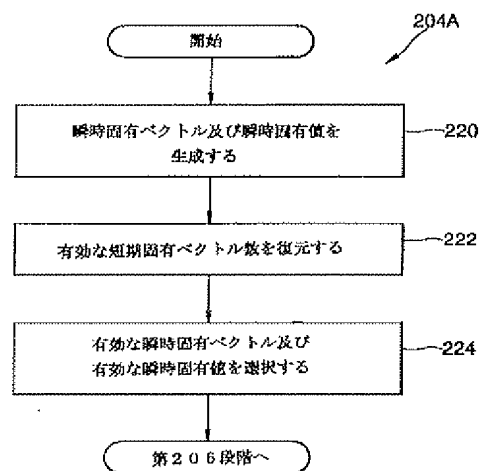 204A
開始
瞬時固有ベクトル及び瞬時固有値を
生成する
220
有効な短期固有ベクトル数を復元する
222
有効な瞬時固有ベクトル及び
有効な瞬時固有値を選択する
224
第206段階へ